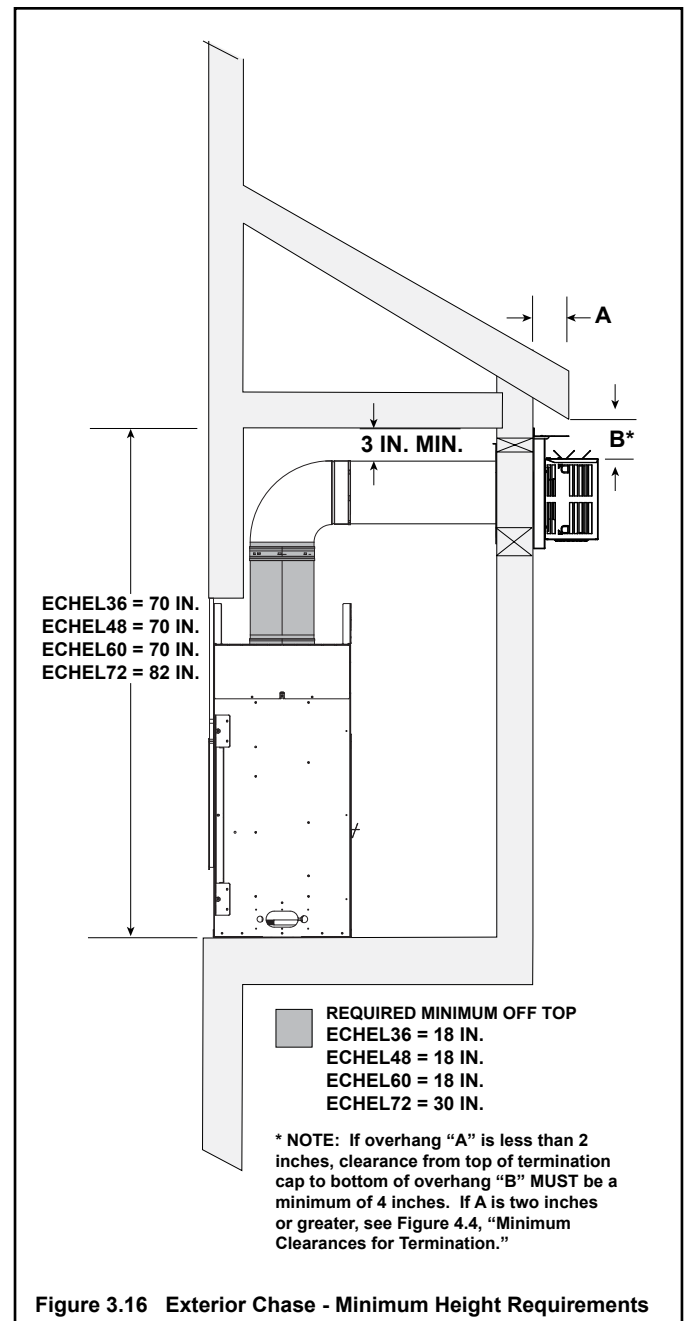 A
B*
3 IN. MIN.
ECHEL36 = 70 IN.
ECHEL48 = 70 IN.
ECHEL60 = 70 IN.
ECHEL72 = 82 IN.
REQUIRED MINIMUM OFF TOP
ECHEL36 = 18 IN.
ECHEL48 = 18 IN.
ECHEL60 = 18 IN.
ECHEL72 = 30 IN.
* NOTE: If overhang “A” is less than 2
inches, clearance from top of termination
cap to bottom of overhang “B” MUST be a
minimum of 4 inches. If A is two inches
or greater, see Figure 4.4, “Minimum
Clearances for Termination.”
Figure 3.16 Exterior Chase - Minimum Height Requirements